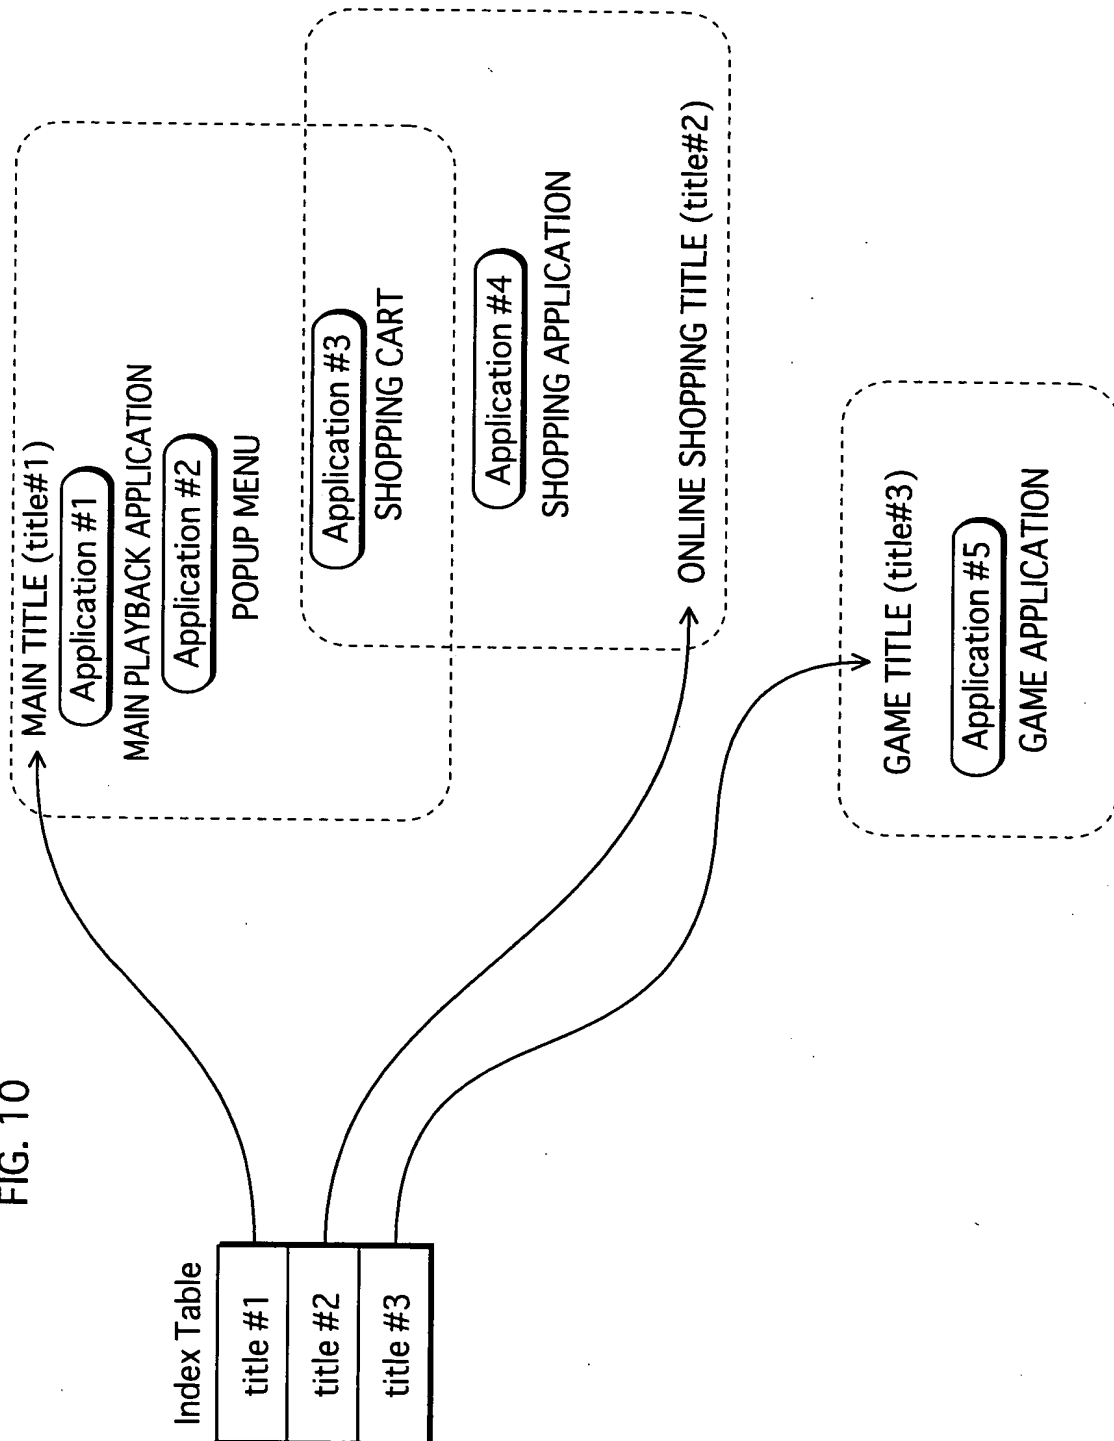 FIG. 10
Index Table
title #1
title #2
title #3
MAIN TITLE (title#1)
Application #1
MAIN PLAYBACK APPLICATION
Application #2
POPUP MENU
Application #3
SHOPPING CART
Application #4
SHOPPING APPLICATION
ONLINE SHOPPING TITLE (title#2)
GAME TITLE (title#3)
Application #5
GAME APPLICATION